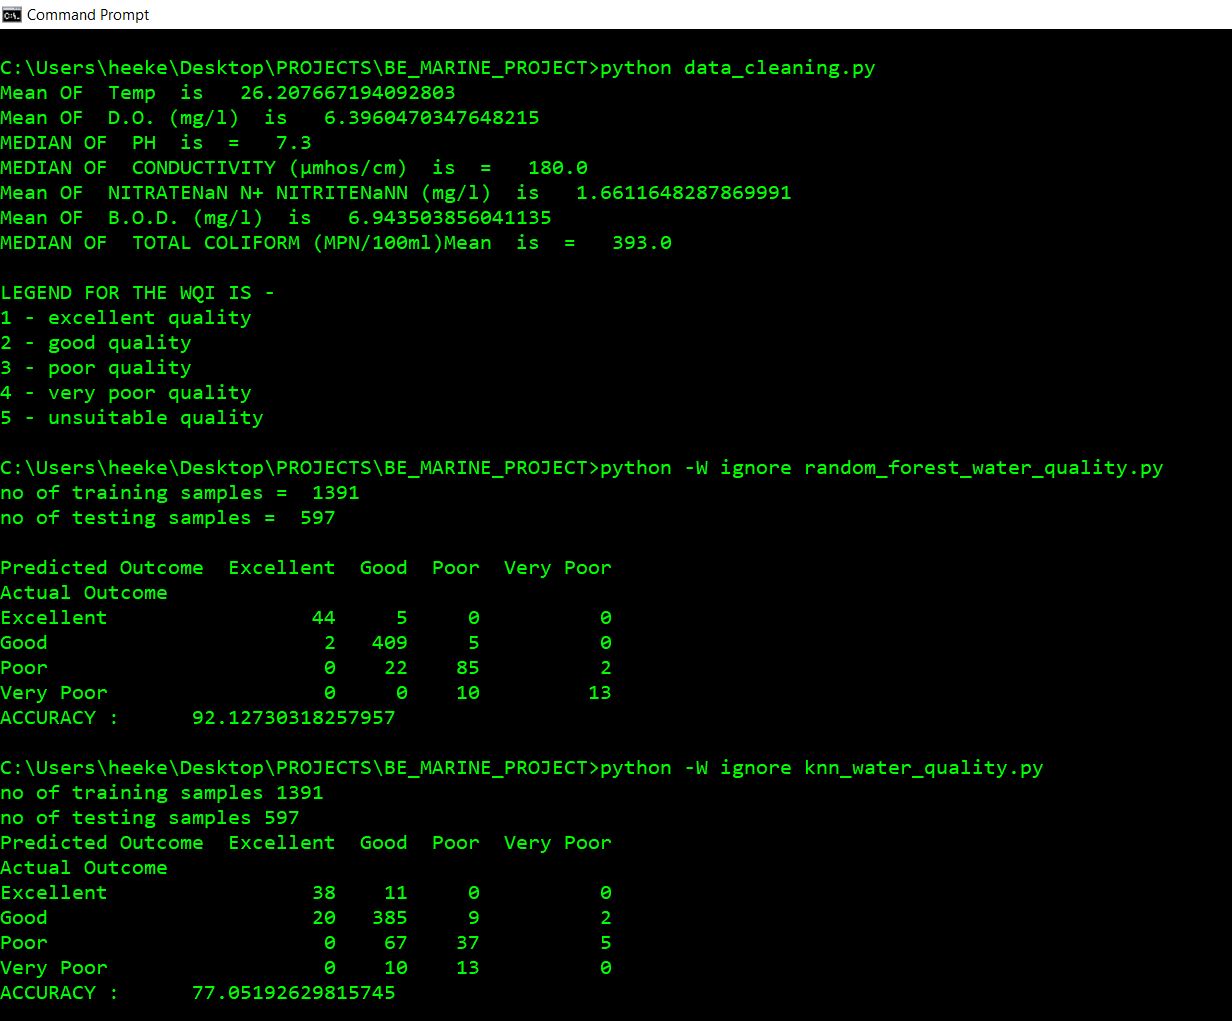 Command Prompt
C:\Users\heeke\Desktop\PROJECTS\BE_MARINE_PROJECT>python data_cleaning.py
Mean OF  Temp  is   26.207667194092803
Mean OF  D.O. (mg/l)  is   6.3960470347648215
MEDIAN OF  PH  is  =   7.3
MEDIAN OF  CONDUCTIVITY (µmhos/cm)  is  =   180.0
Mean OF  NITRATENaN N+ NITRITENaNN (mg/l)  is   1.6611648287869991
Mean OF  B.O.D. (mg/l)  is   6.943503856041135
MEDIAN OF  TOTAL COLIFORM (MPN/100ml)Mean  is  =   393.0
LEGEND FOR THE WQI IS -
1 - excellent quality
2 - good quality
3 - poor quality
4 - very poor quality
5 - unsuitable quality
C:\Users\heeke\Desktop\PROJECTS\BE_MARINE_PROJECT>python -W ignore random_forest_water_quality.py
no of training samples =  1391
no of testing samples =  597
Predicted Outcome  Excellent  Good  Poor  Very Poor
Actual Outcome
Excellent                 44     5     0          0
Good                       2   409     5          0
Poor                       0    22    85          2
Very Poor                  0     0    10         13
ACCURACY :      92.12730318257957
C:\Users\heeke\Desktop\PROJECTS\BE_MARINE_PROJECT>python -W ignore knn_water_quality.py
no of training samples 1391
no of testing samples 597
Predicted Outcome  Excellent  Good  Poor  Very Poor
Actual Outcome
Excellent                 38    11     0          0
Good                      20   385     9          2
Poor                       0    67    37          5
Very Poor                  0    10    13          0
ACCURACY :      77.05192629815745